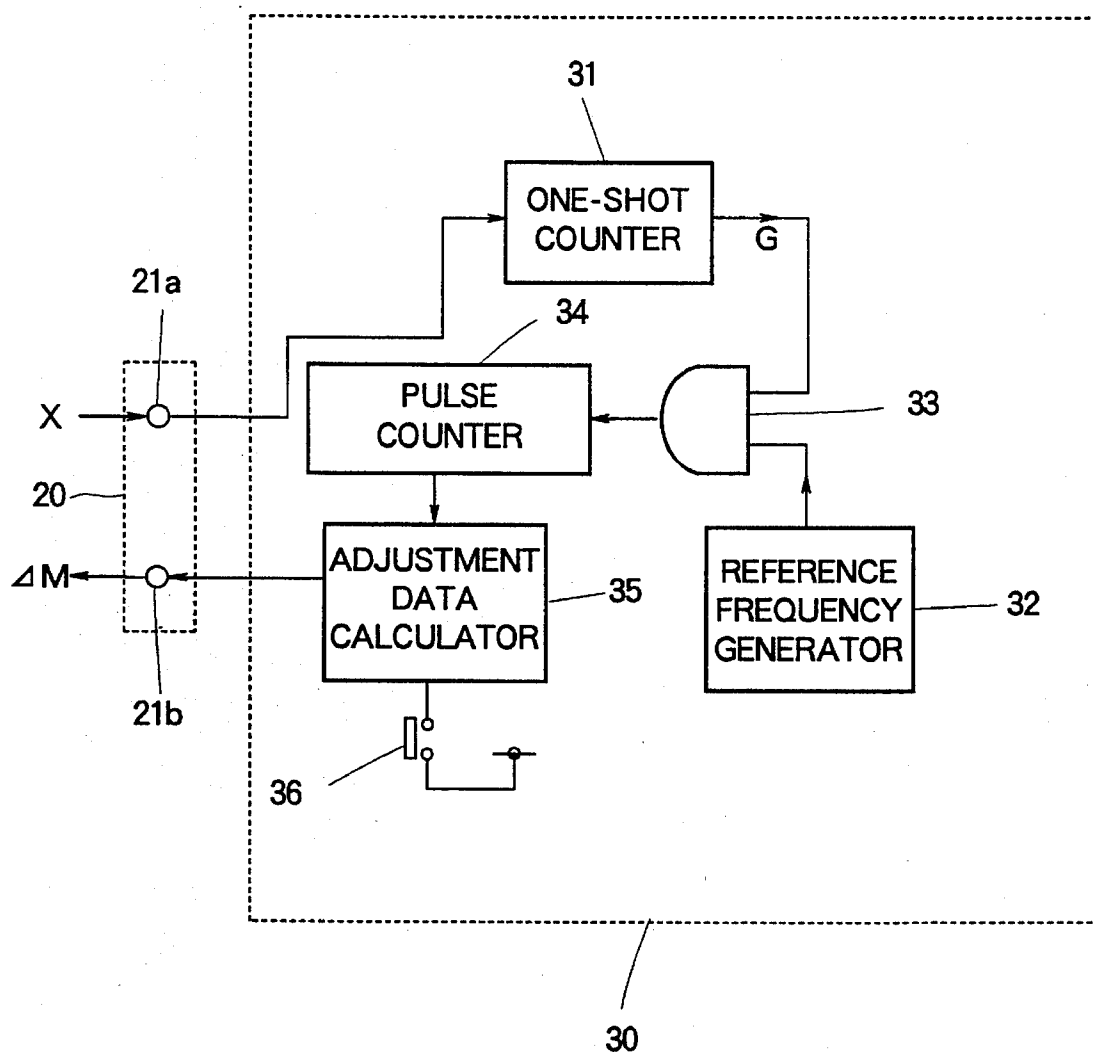 31
ONE-SHOT
COUNTER
G
21a
34
PULSE
COUNTER
33
X
20
⊿M
ADJUSTMENT
DATA
CALCULATOR
35
REFERENCE
FREQUENCY
GENERATOR
32
21b
36
30